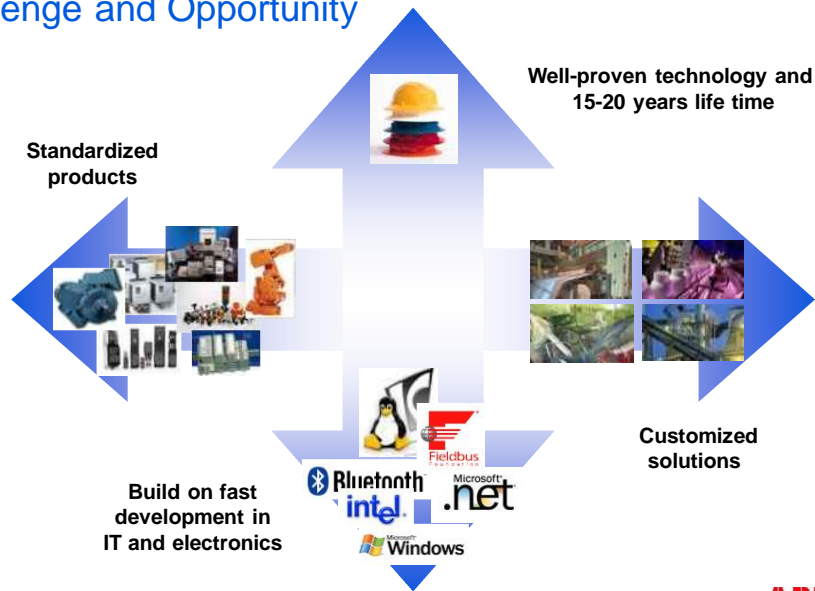 enge and Opportunity
Well-proven technology and
15-20 years life time
Standardized
products
Fieldbus
Foundation
Bluetooth
Microsoft
.net
intel.
Customized
solutions
Build on fast
development in
IT and electronics
Microsoft
Windows